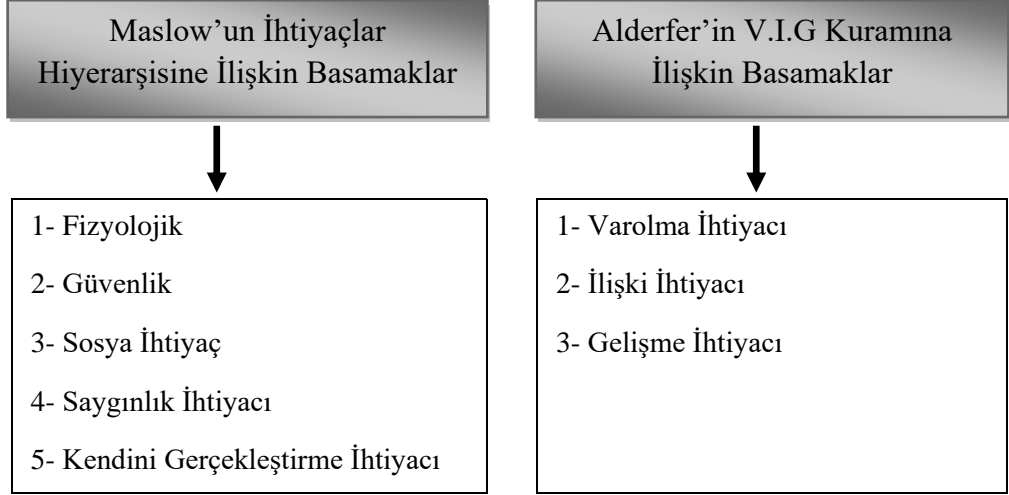 Maslow’un İhtiyaçlar
Hiyerarşisine İlişkin Basamaklar
1- Fizyolojik
2- Güvenlik
3- Sosya İhtiyaç
4- Saygınlık İhtiyacı
5- Kendini Gerçekleştirme İhtiyacı
Alderfer’in V.I.G Kuramına
İlişkin Basamaklar
1- Varolma İhtiyacı
2- İlişki İhtiyacı
3- Gelişme İhtiyacı